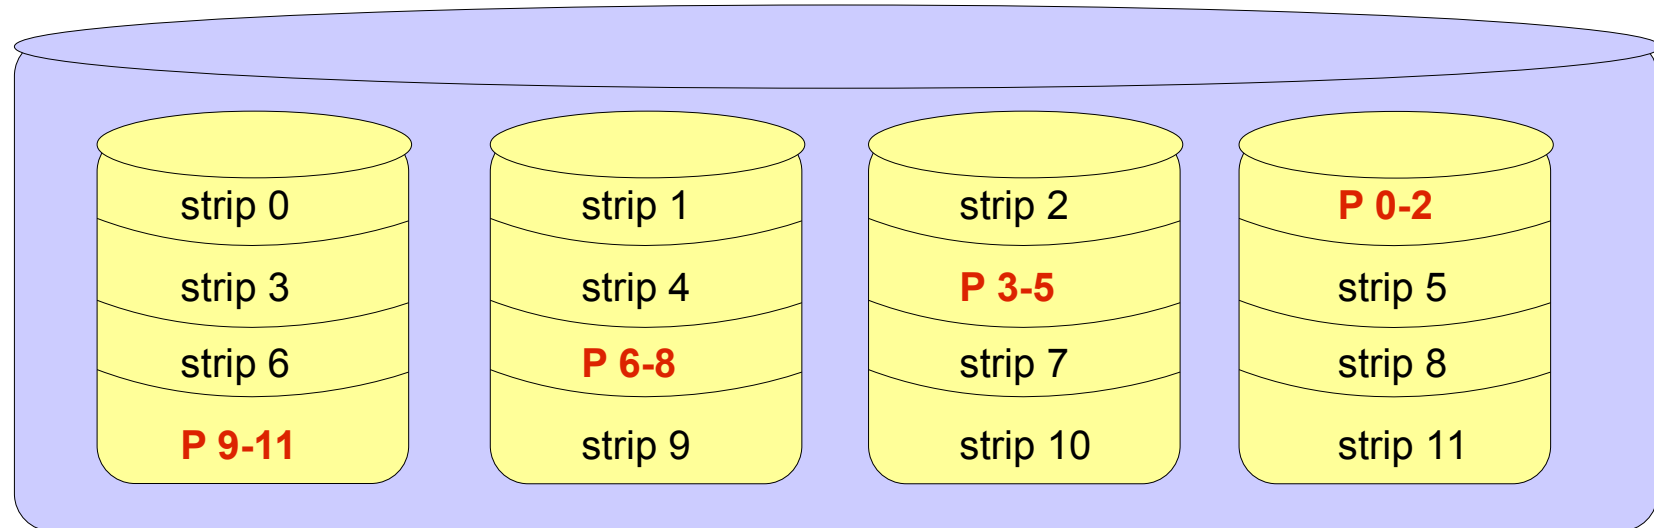 strip 0 strip 1 strip 2 P 0-2
strip 3 strip 4 P 3-5 strip 5
strip 6 P 6-8 strip 7 strip 8
P 9-11 strip 9 strip 10 strip 11